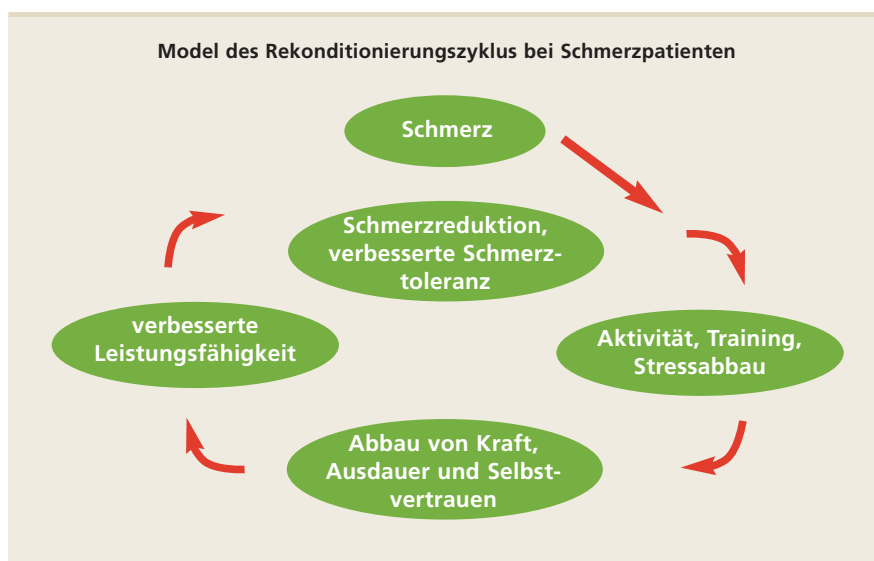 Model des Rekonditionierungszyklus bei Schmerzpatienten
Schmerz
Schmerzreduktion,
verbesserte Schmerz-
toleranz
verbesserte
Leistungsfähigkeit
Aktivität, Training,
Stressabbau
Abbau von Kraft,
Ausdauer und Selbst-
vertrauen